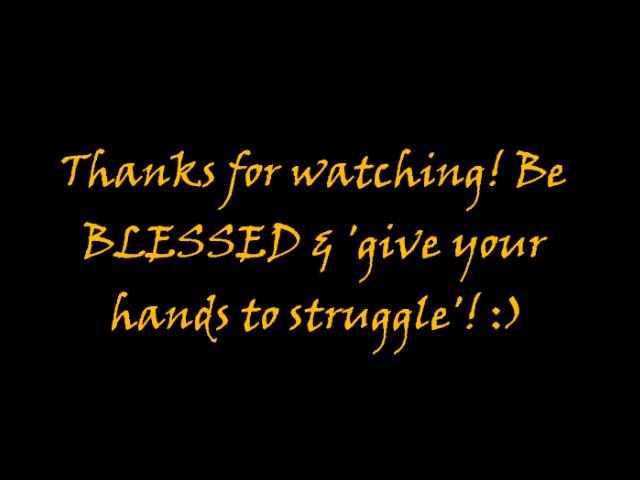 Thanks for watching! Be
BLESSED & 'give your
hands to struggle'! :)